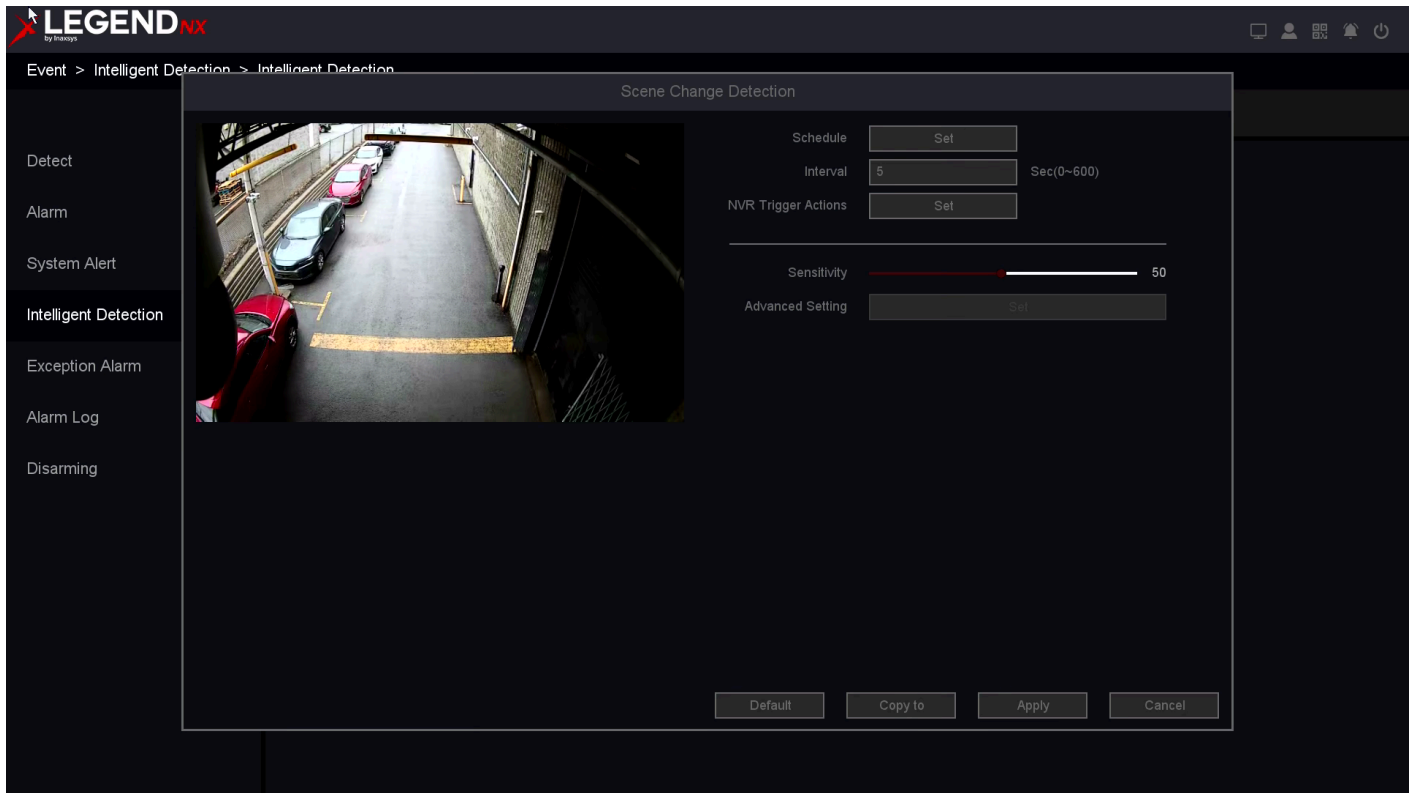 LEGEND NX
by Inaxsys
Event > Intelligent Detection > Intelligent Detection
Scene Change Detection
Detect
Alarm
System Alert
Intelligent Detection
Exception Alarm
Alarm Log
Disarming
Schedule Set
Interval 5 Sec(0~600)
NVR Trigger Actions Set
Sensitivity 50
Advanced Setting Set
Default Copy to Apply Cancel